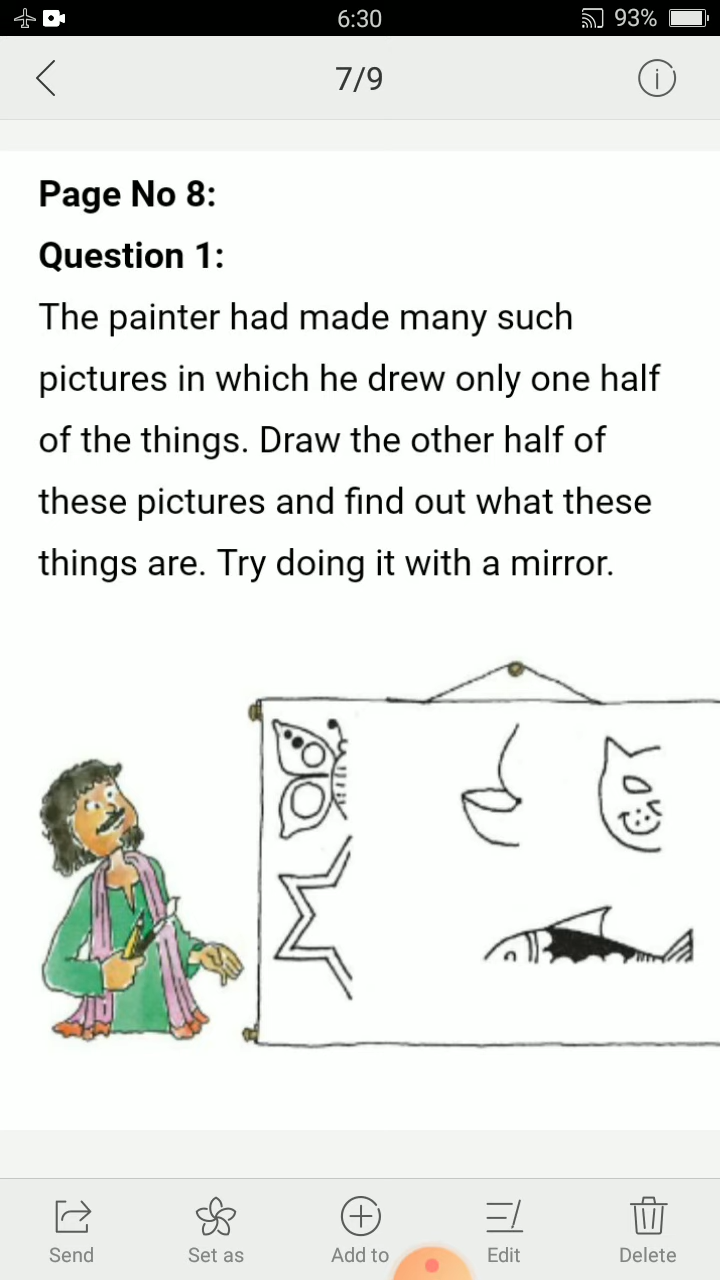 6:30
93%
7/9
Page No 8:
Question 1:
The painter had made many such
pictures in which he drew only one half
of the things. Draw the other half of
these pictures and find out what these
things are. Try doing it with a mirror.
Send
Set as
Add to
Edit
Delete